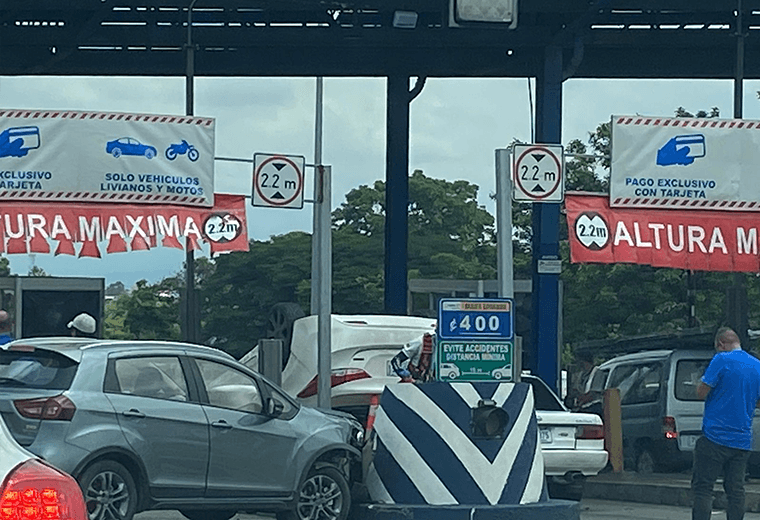 EXCLUSIVO
TARJETA
SOLO VEHICULOS
LIVIANOS Y MOTOS
TURA MAXIMA 2.2m
2.2 m
2.2 m
PAGO EXCLUSIVO
CON TARJETA
2.2m ALTURA M
₡400
EVITE ACCIDENTES
DISTANCIA MÍNIMA